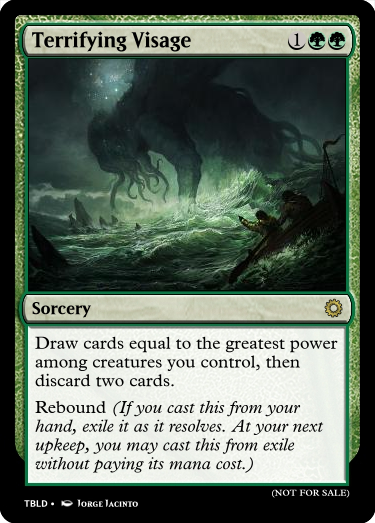 Terrifying Visage 1
Sorcery
Draw cards equal to the greatest power
among creatures you control, then
discard two cards.
Rebound (If you cast this from your
hand, exile it as it resolves. At your next
upkeep, you may cast this from exile
without paying its mana cost.)
(NOT FOR SALE)
TBLD • Jorge Jacinto